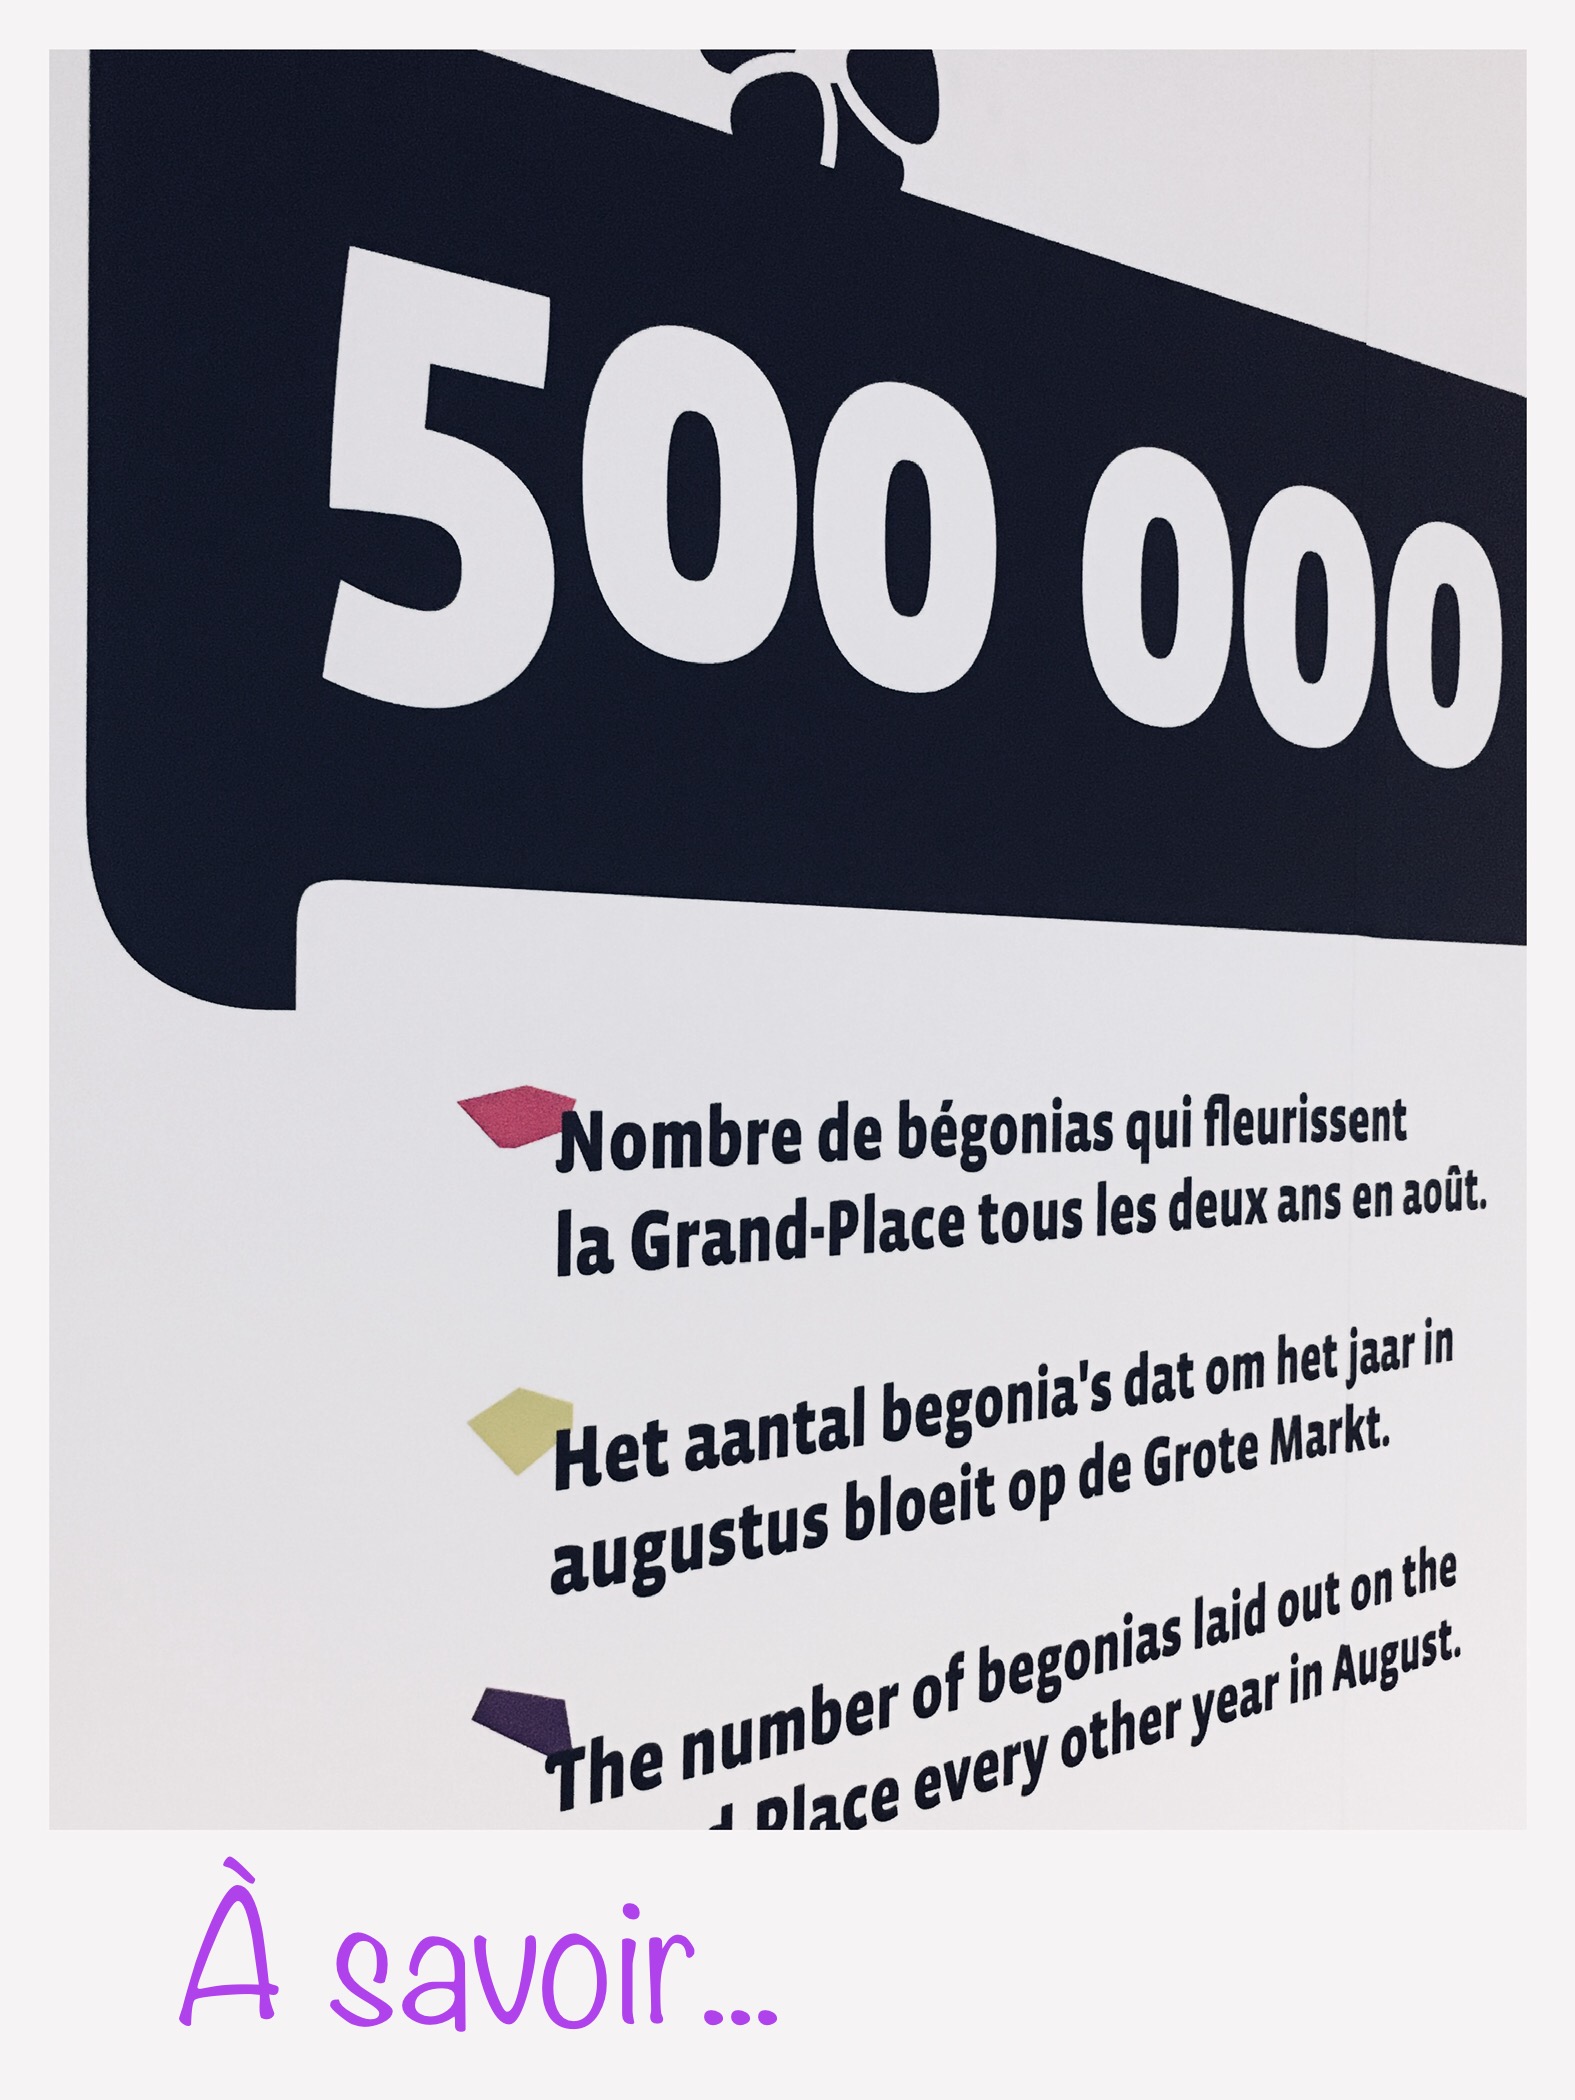 500 000
Nombre de bégonias qui fleurissent
la Grand-Place tous les deux ans en août.
Het aantal begonia's dat om het jaar in
augustus bloeit op de Grote Markt.
The number of begonias laid out on the
Place every other year in August.
À savoir...